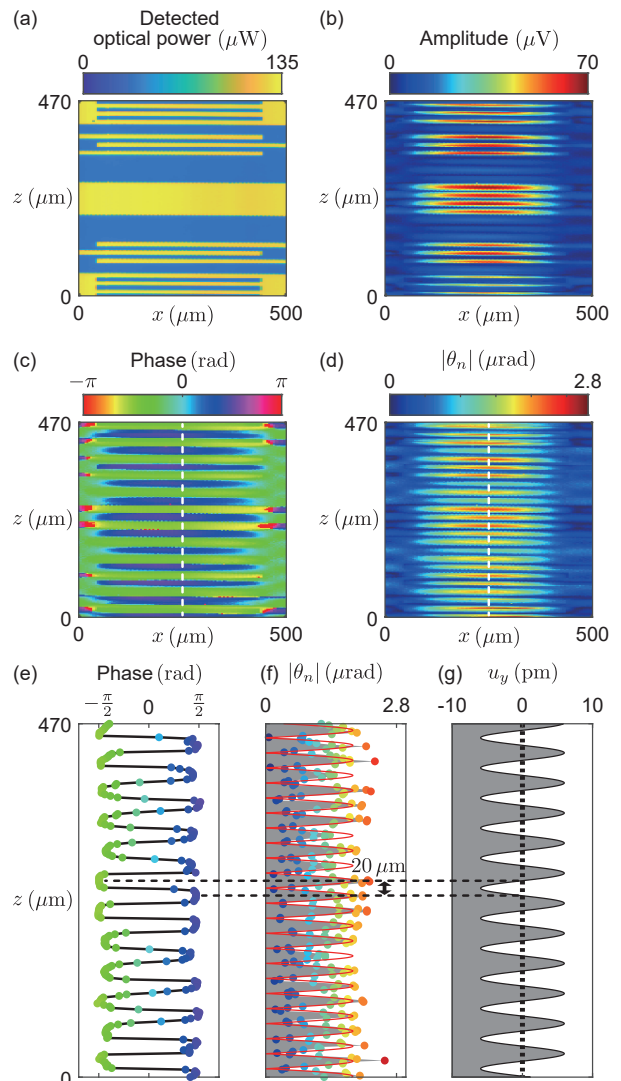 (a) Detected optical power (μW)
0 135
470
z (μm)
0
0 x (μm) 500
(b) Amplitude (μV)
0 70
470
z (μm)
0
0 x (μm) 500
(c) Phase (rad)
−π 0 π
470
z (μm)
0
0 x (μm) 500
(d) |θn| (μrad)
0 2.8
470
z (μm)
0
0 x (μm) 500
(e) Phase (rad)
−π/2 0 π/2
470
z (μm)
0
(f) |θn| (μrad)
0 2.8
20 μm
(g) uy (pm)
-10 0 10